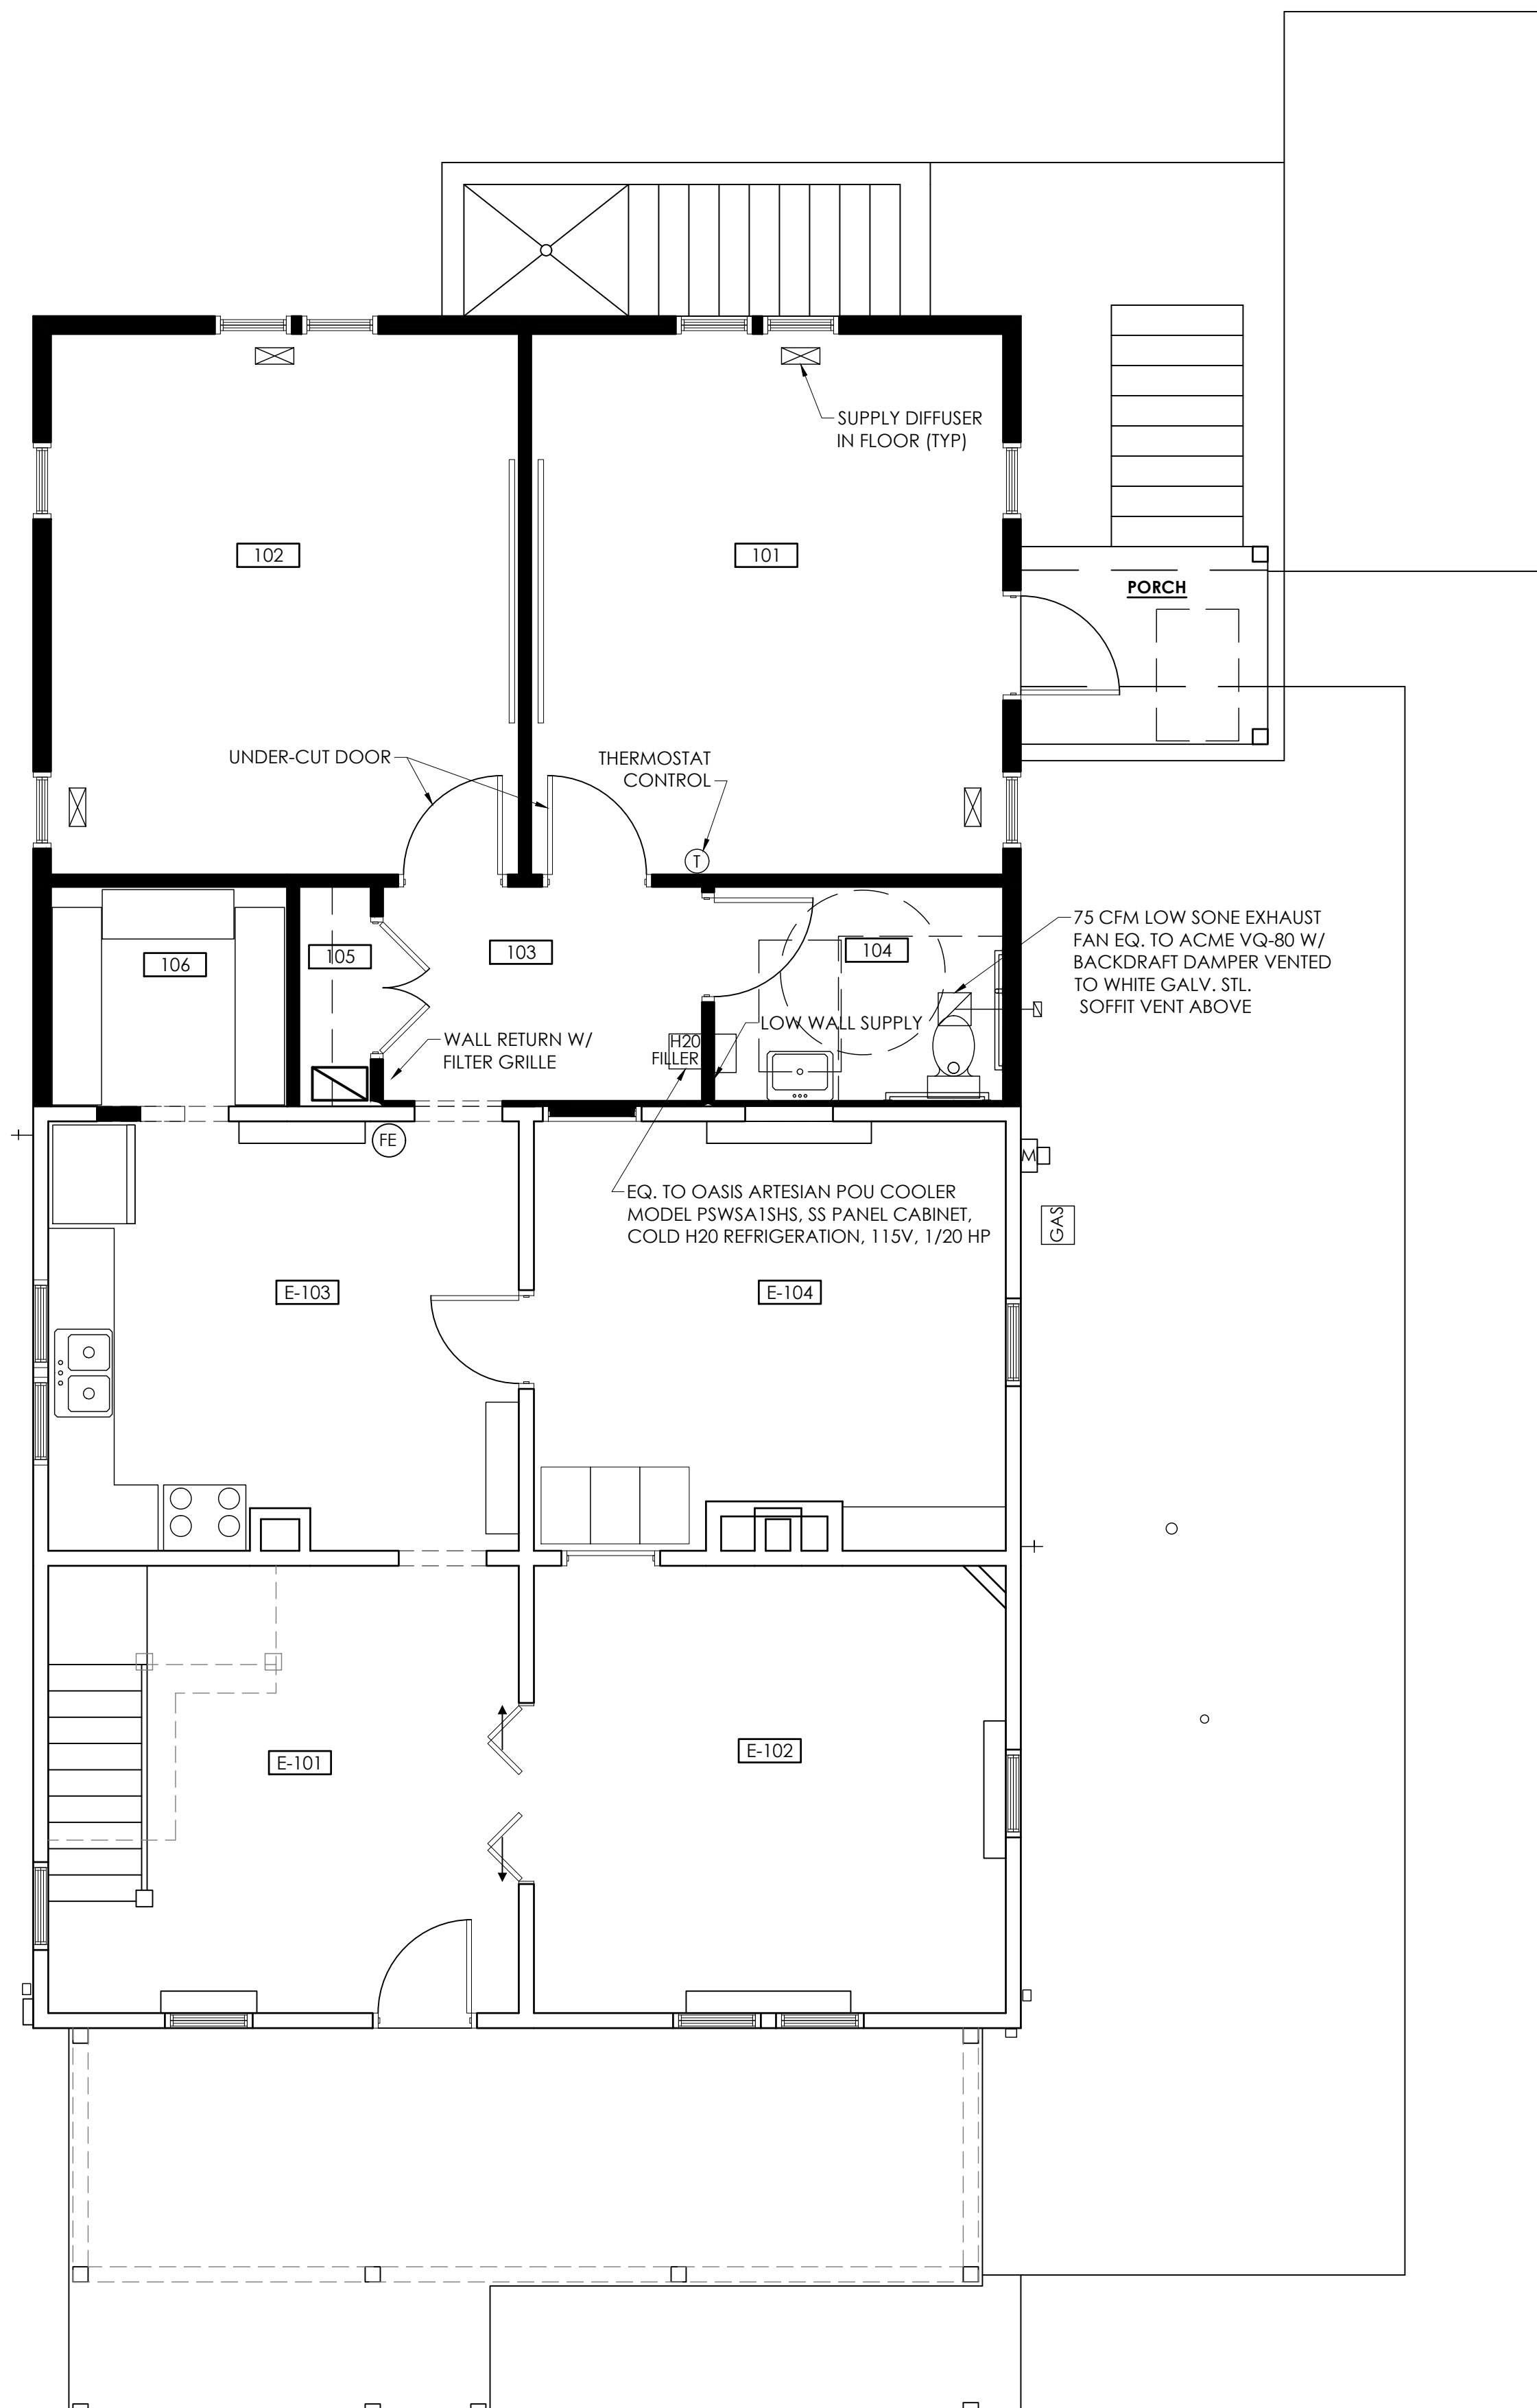 SUPPLY DIFFUSER
IN FLOOR (TYP)
102
101
PORCH
UNDER-CUT DOOR
THERMOSTAT
CONTROL
T
75 CFM LOW SONE EXHAUST
FAN EQ. TO ACME VQ-80 W/
BACKDRAFT DAMPER VENTED
TO WHITE GALV. STL.
SOFFIT VENT ABOVE
106
105
103
104
WALL RETURN W/
FILTER GRILLE
H20
FILLER
LOW WALL SUPPLY
FE
M
GAS
EQ. TO OASIS ARTESIAN POU COOLER
MODEL PSWSA1SHS, SS PANEL CABINET,
COLD H20 REFRIGERATION, 115V, 1/20 HP
E-103
E-104
E-101
E-102